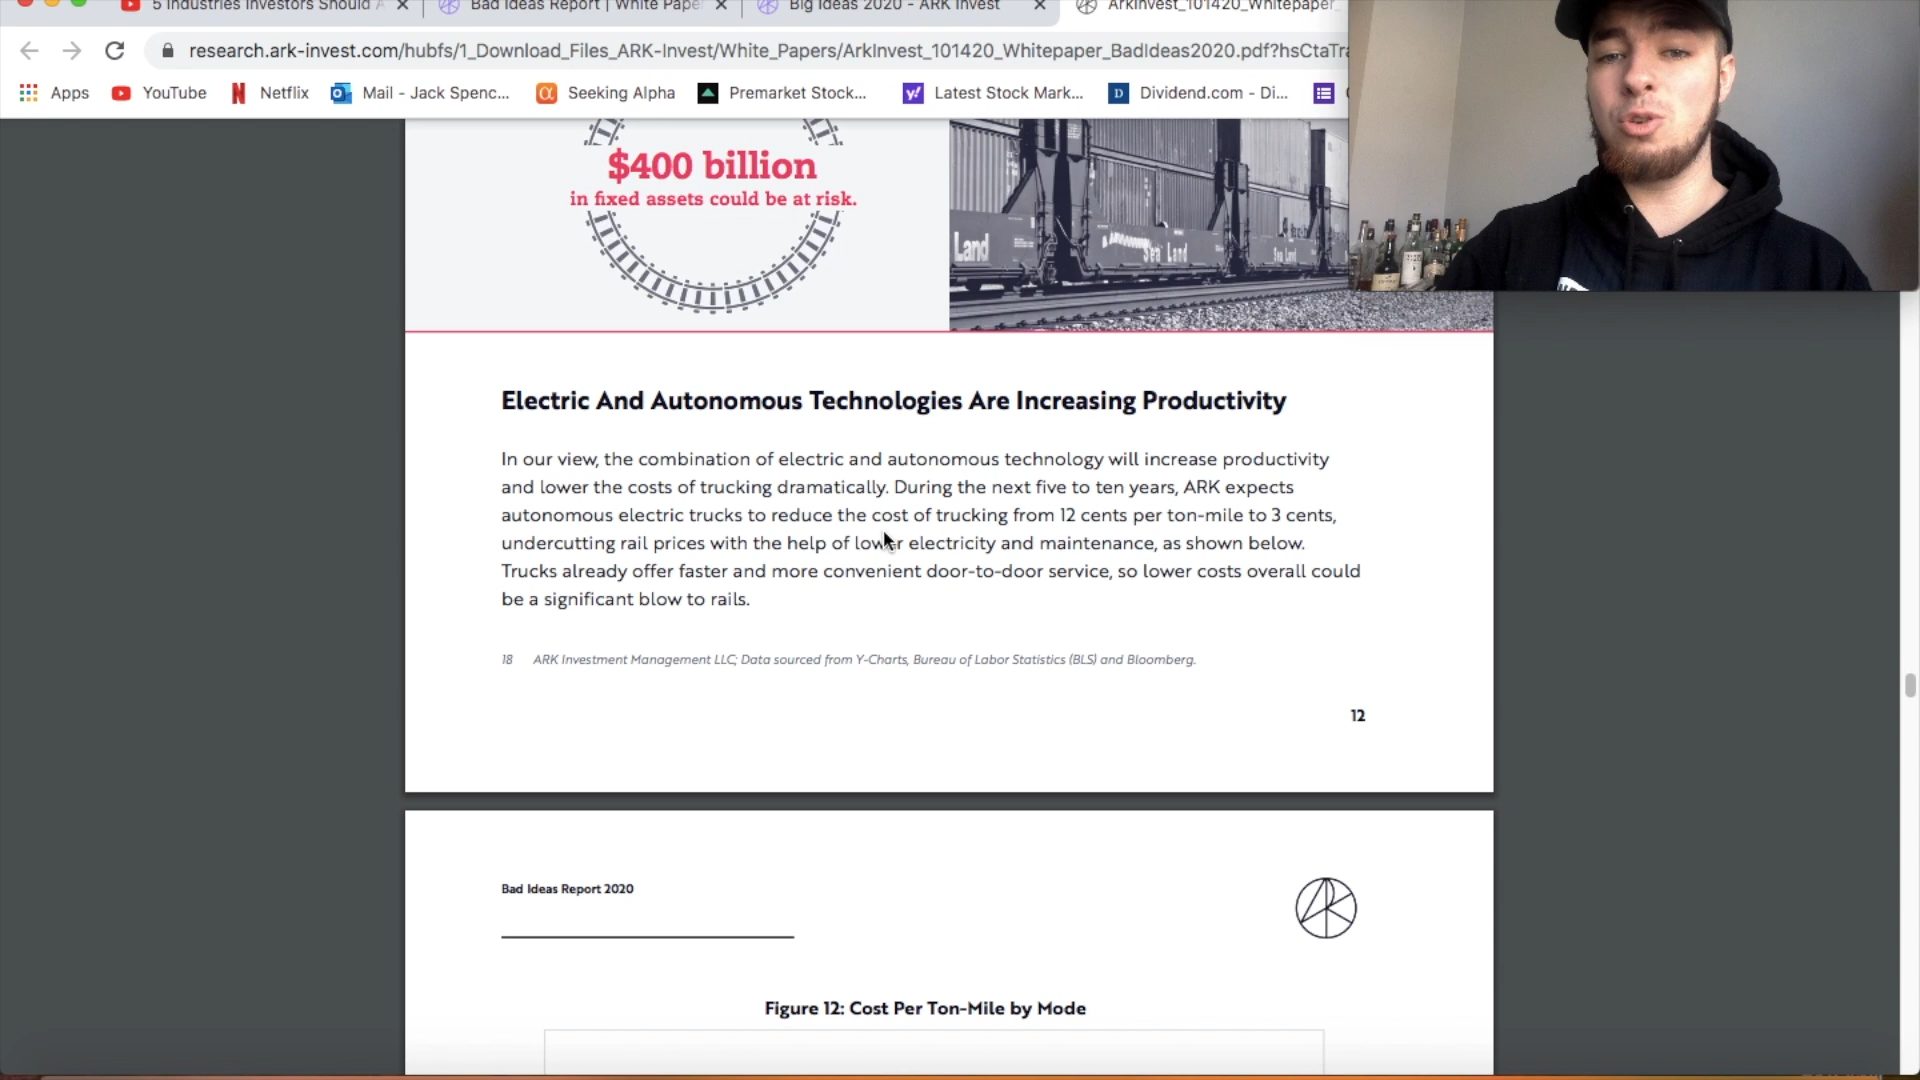 5 Industries Investors Should A
Bad Ideas Report | White Pape
Big Ideas 2020 - ARK Invest
ArkInvest_101420_Whitepaper_
research.ark-invest.com/hubfs/1_Download_Files_ARK-Invest/White_Papers/ArkInvest_101420_Whitepaper_BadIdeas2020.pdf?hsCtaTra
Apps
YouTube
Netflix
Mail - Jack Spenc...
Seeking Alpha
Premarket Stock...
Latest Stock Mark...
Dividend.com - Di...
$400 billion
in fixed assets could be at risk.
Land
Sea Land
Sea Land
Electric And Autonomous Technologies Are Increasing Productivity
In our view, the combination of electric and autonomous technology will increase productivity
and lower the costs of trucking dramatically. During the next five to ten years, ARK expects
autonomous electric trucks to reduce the cost of trucking from 12 cents per ton-mile to 3 cents,
undercutting rail prices with the help of lower electricity and maintenance, as shown below.
Trucks already offer faster and more convenient door-to-door service, so lower costs overall could
be a significant blow to rails.
18 ARK Investment Management LLC; Data sourced from Y-Charts, Bureau of Labor Statistics (BLS) and Bloomberg.
12
Bad Ideas Report 2020
Figure 12: Cost Per Ton-Mile by Mode